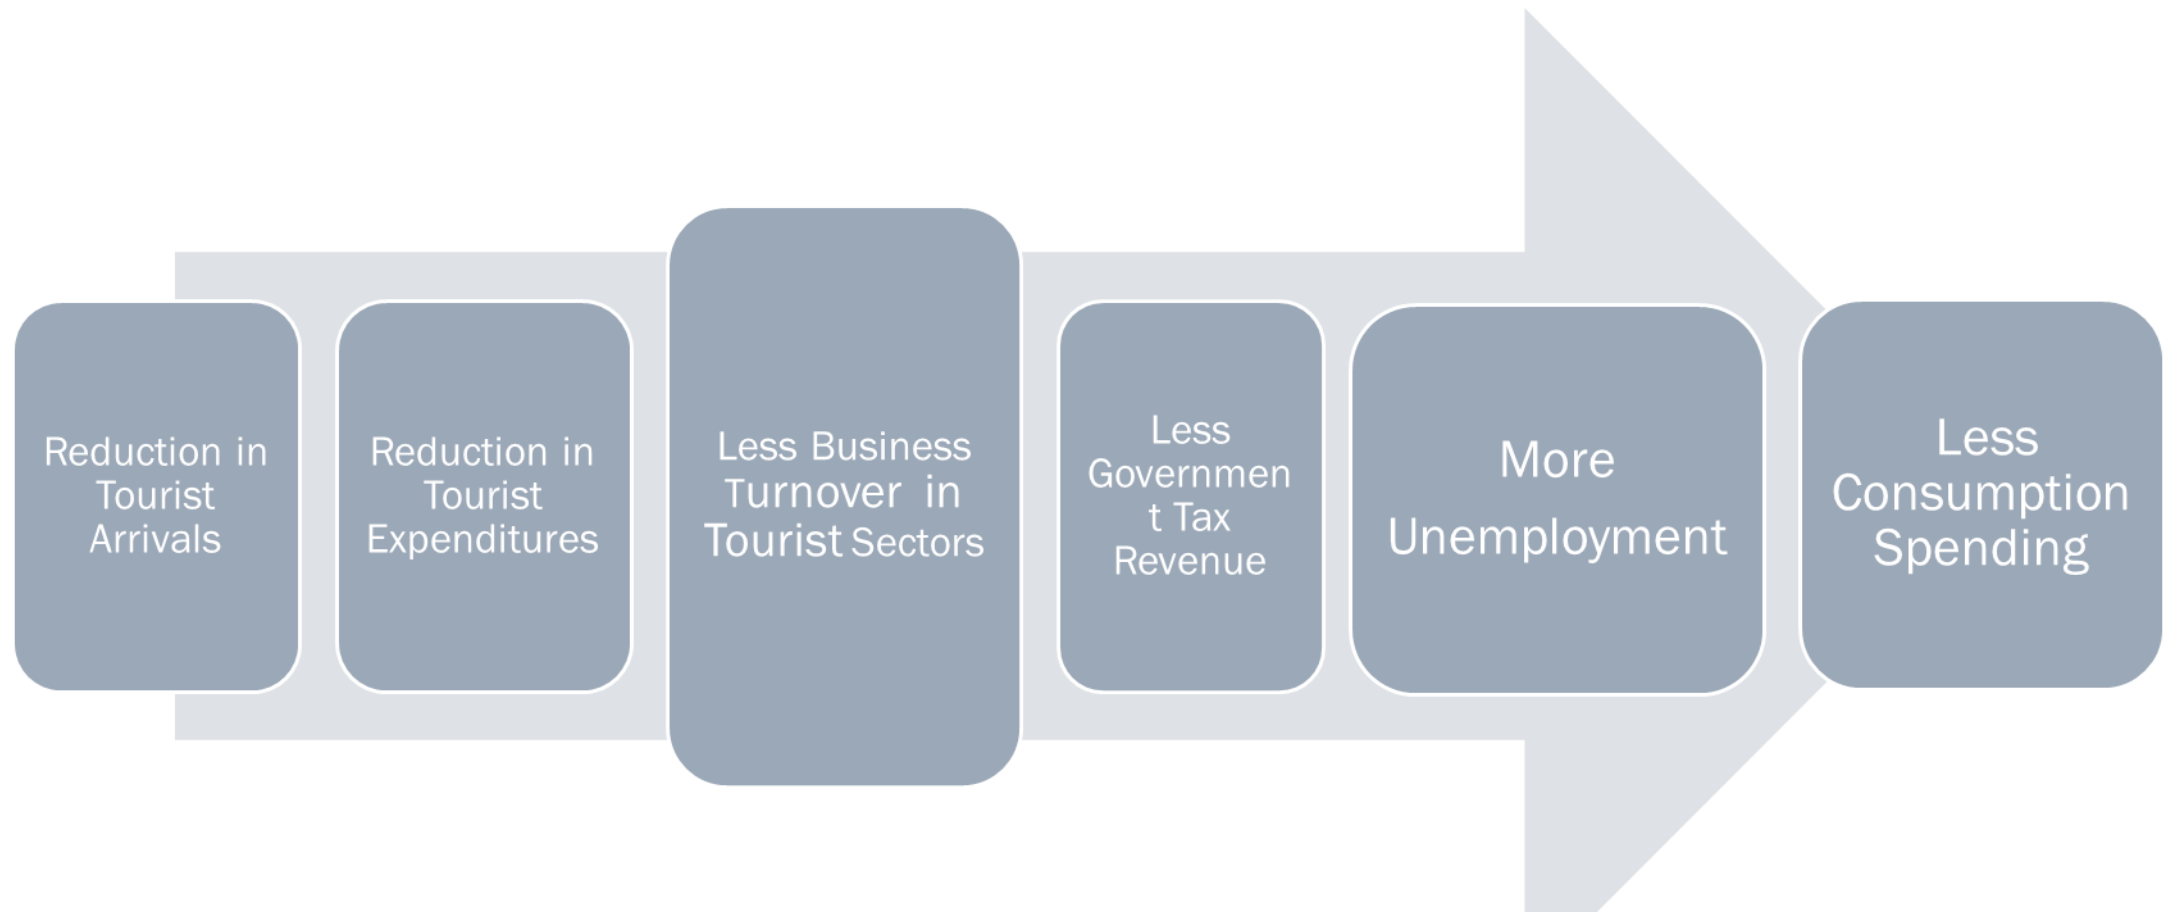 Reduction in
Tourist
Arrivals
Reduction in
Tourist
Expenditures
Less Business
Turnover in
Tourist Sectors
Less
Governmen
t Tax
Revenue
More
Unemployment
Less
Consumption
Spending